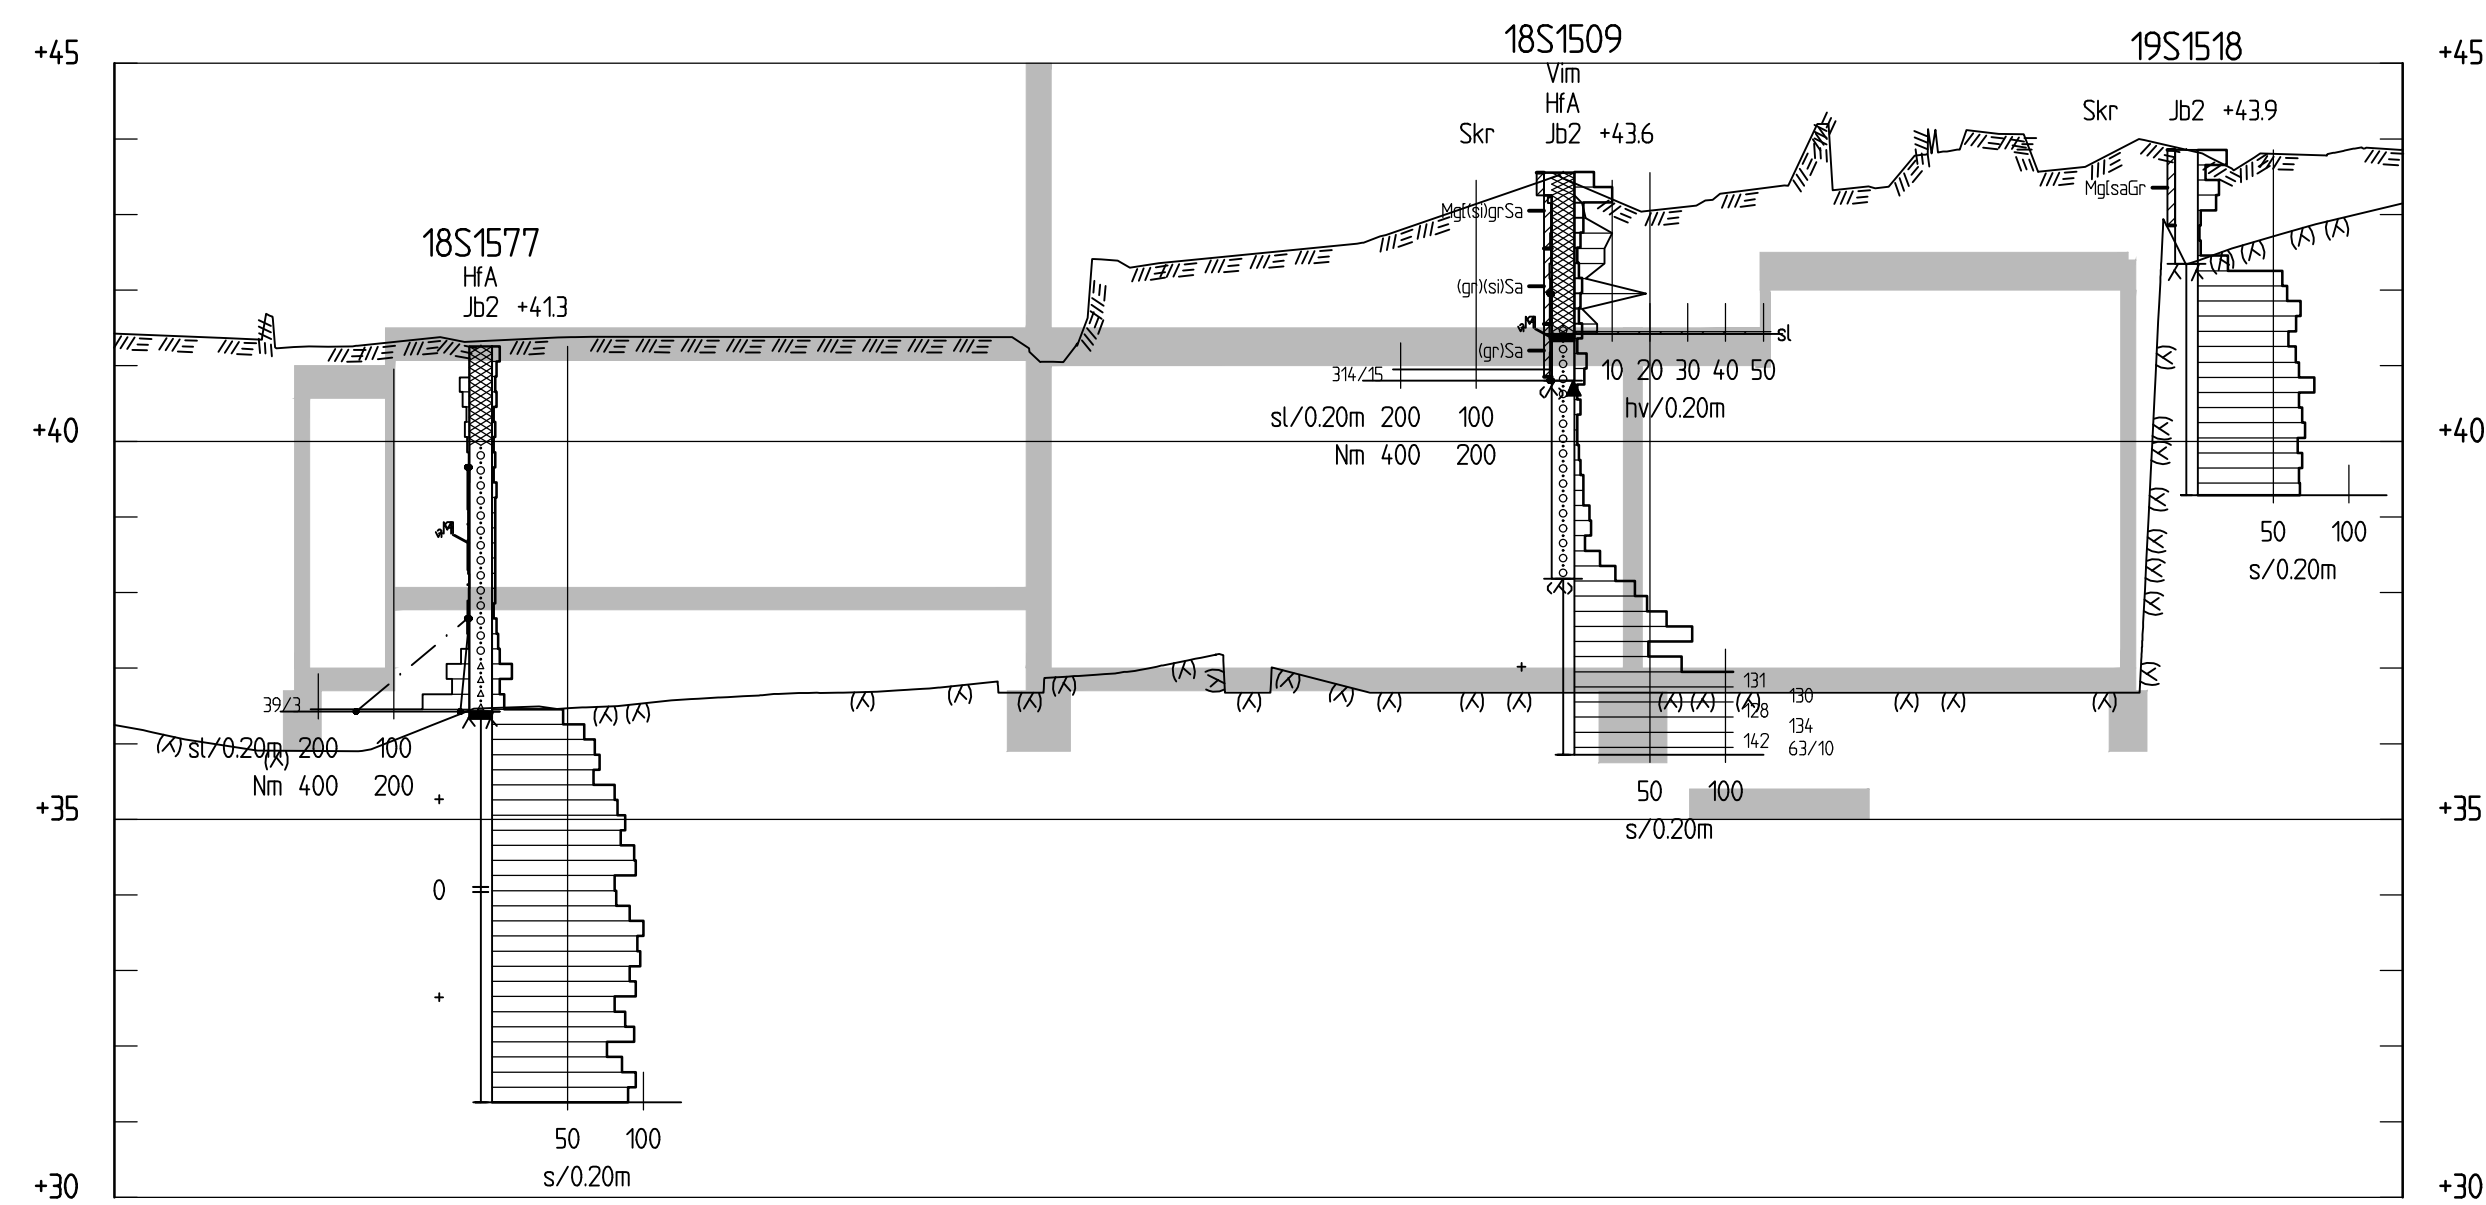 18S1509
19S1518
+45
+45
Vim
HfA
Skr Jb2 +43.6
Skr Jb2 +43.9
Mg[saGr
Mg[(si)grSa
18S1577
HfA
Jb2 +41.3
(gr)(si)Sa
sl
(gr)Sa
314/15
10 20 30 40 50
hv/0.20m
sl/0.20m 200 100
Nm 400 200
+40
+40
50 100
s/0.20m
39/3
131
130
128
134
142
63/10
sl/0.20m 200 100
Nm 400 200
50 100
s/0.20m
+35
+35
+
+
0
+
50 100
s/0.20m
+30
+30